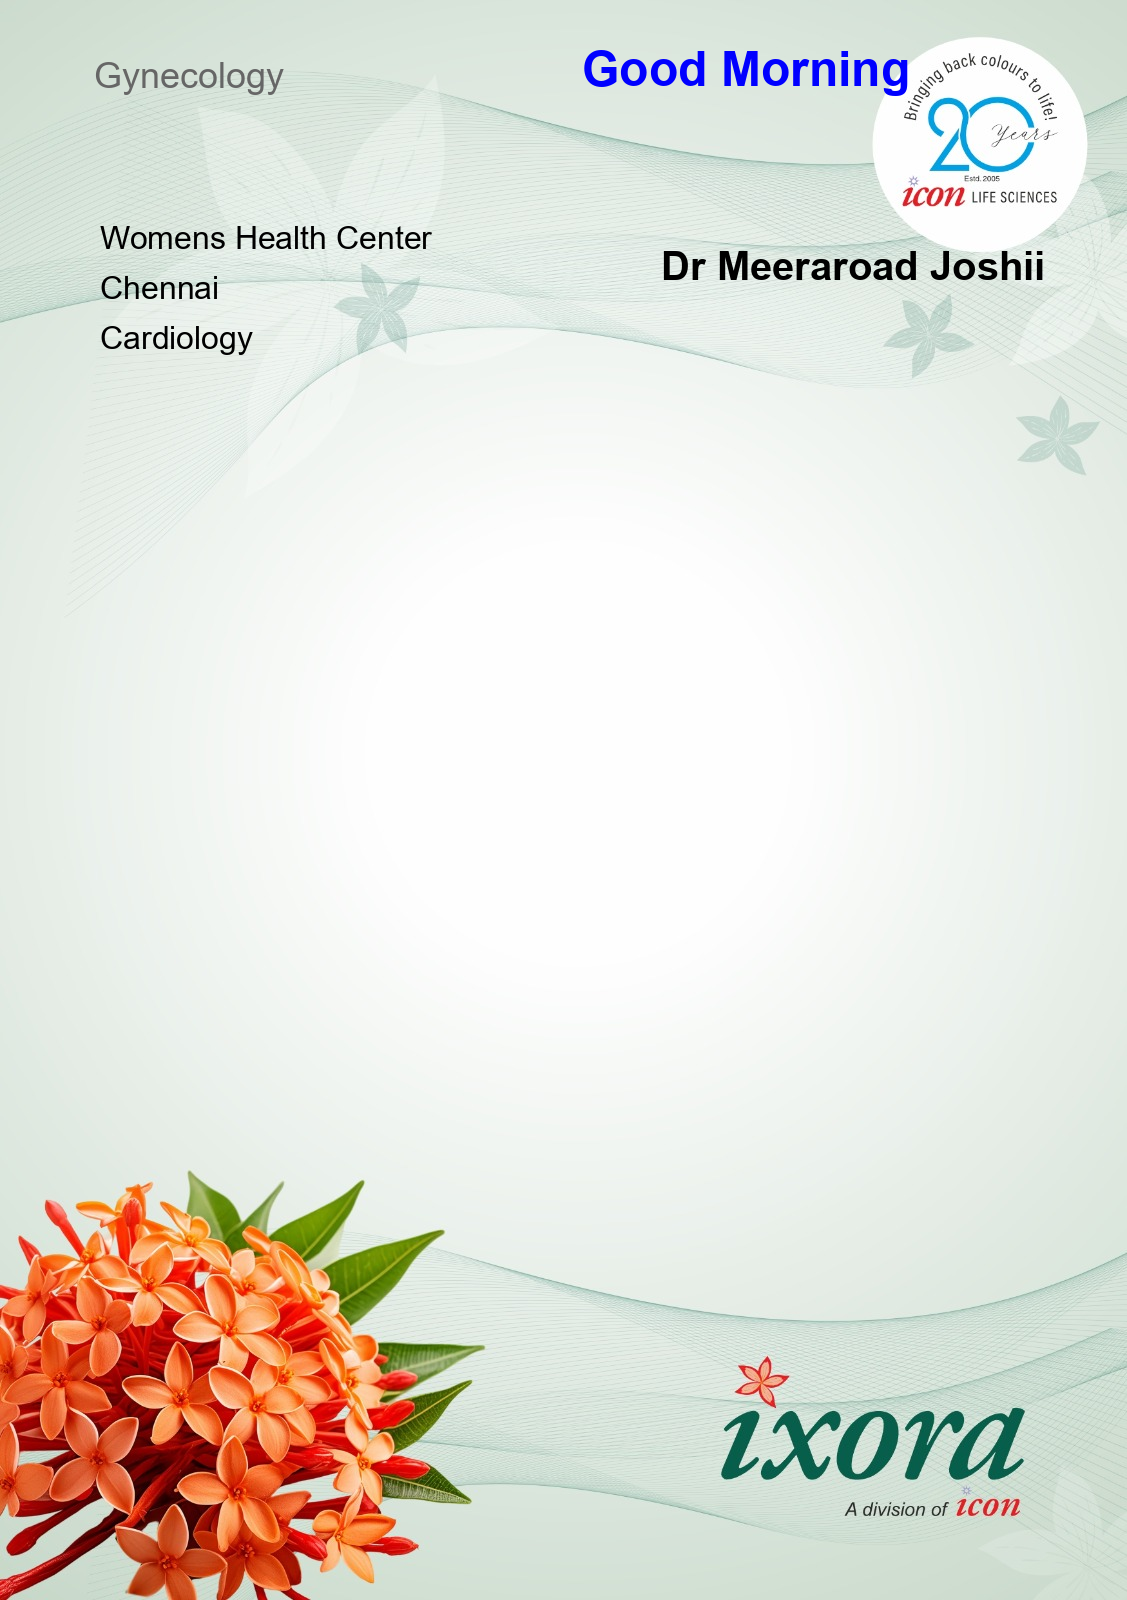 Gynecology
Good Morning
Bringing back colours to life!
20 Years
Estd. 2005
icon LIFE SCIENCES
Womens Health Center
Dr Meeraroad Joshii
Chennai
Cardiology
ixora
A division of icon